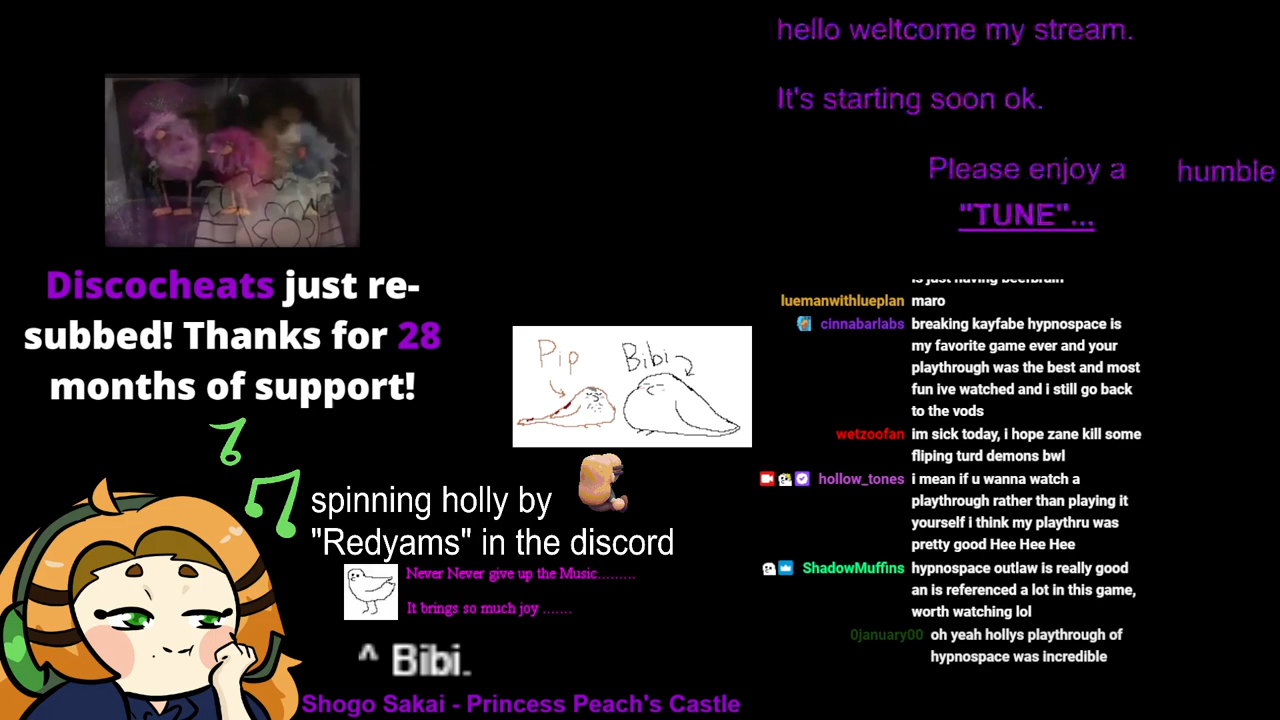 hello weltcome my stream.
It's starting soon ok.
Please enjoy a humble
"TUNE"...
Discocheats just re-
subbed! Thanks for 28
months of support!
Pip
Bibi
spinning holly by
"Redyams" in the discord
Never Never give up the Music.........
It brings so much joy .......
^ Bibi.
Shogo Sakai - Princess Peach's Castle
is just having beefbrain
luemanwithlueplan maro
cinnabarlabs breaking kayfabe hypnospace is
my favorite game ever and your
playthrough was the best and most
fun ive watched and i still go back
to the vods
wetzoofan im sick today, i hope zane kill some
fliping turd demons bwl
hollow_tones i mean if u wanna watch a
playthrough rather than playing it
yourself i think my playthru was
pretty good Hee Hee Hee
ShadowMuffins hypnospace outlaw is really good
an is referenced a lot in this game,
worth watching lol
0january00 oh yeah hollys playthrough of
hypnospace was incredible